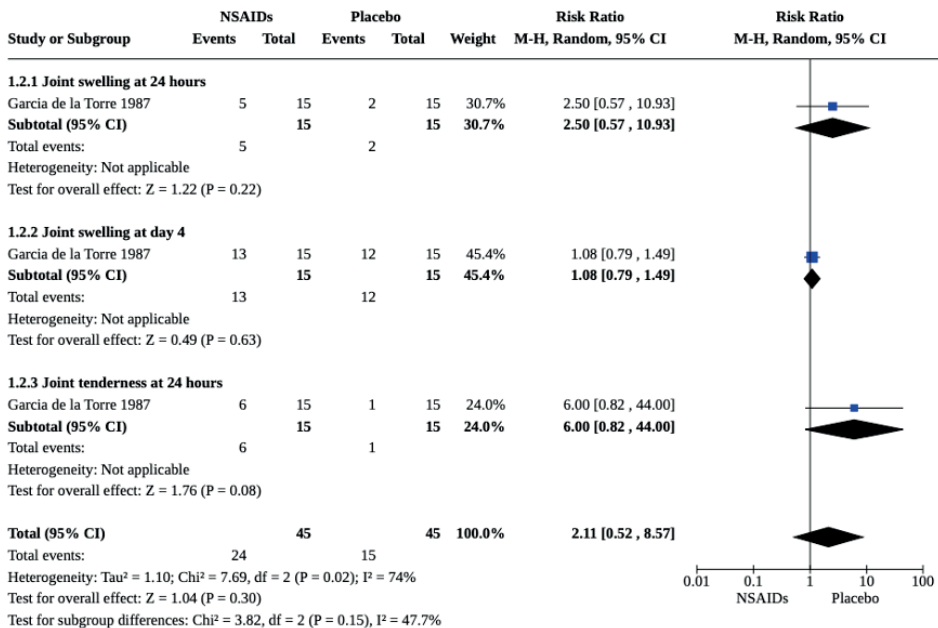 NSAIDs Placebo Risk Ratio Risk Ratio
Study or Subgroup Events Total Events Total Weight M-H, Random, 95% CI M-H, Random, 95% CI
1.2.1 Joint swelling at 24 hours
Garcia de la Torre 1987 5 15 2 15 30.7% 2.50 [0.57 , 10.93]
Subtotal (95% CI) 15 15 30.7% 2.50 [0.57 , 10.93]
Total events: 5 2
Heterogeneity: Not applicable
Test for overall effect: Z = 1.22 (P = 0.22)
1.2.2 Joint swelling at day 4
Garcia de la Torre 1987 13 15 12 15 45.4% 1.08 [0.79 , 1.49]
Subtotal (95% CI) 15 15 45.4% 1.08 [0.79 , 1.49]
Total events: 13 12
Heterogeneity: Not applicable
Test for overall effect: Z = 0.49 (P = 0.63)
1.2.3 Joint tenderness at 24 hours
Garcia de la Torre 1987 6 15 1 15 24.0% 6.00 [0.82 , 44.00]
Subtotal (95% CI) 15 15 24.0% 6.00 [0.82 , 44.00]
Total events: 6 1
Heterogeneity: Not applicable
Test for overall effect: Z = 1.76 (P = 0.08)
Total (95% CI) 45 45 100.0% 2.11 [0.52 , 8.57]
Total events: 24 15
Heterogeneity: Tau² = 1.10; Chi² = 7.69, df = 2 (P = 0.02); I² = 74%
0.01 0.1 1 10 100
Test for overall effect: Z = 1.04 (P = 0.30)
NSAIDs Placebo
Test for subgroup differences: Chi² = 3.82, df = 2 (P = 0.15), I² = 47.7%